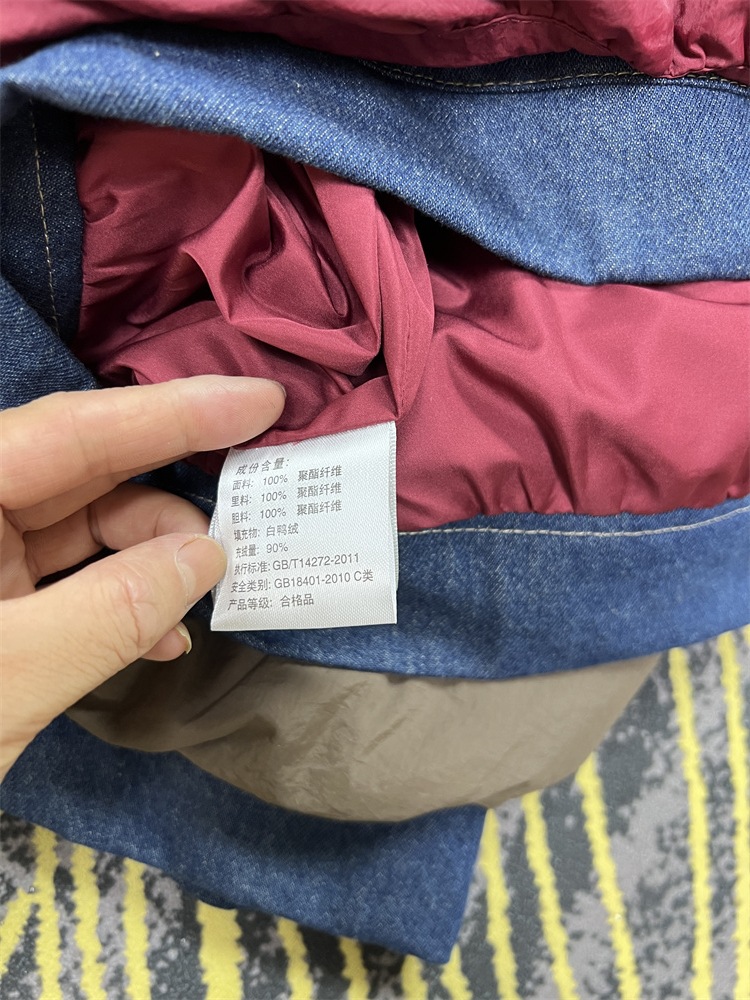 成份含量:
面料: 100% 聚酯纤维
里料: 100% 聚酯纤维
胆料: 100% 聚酯纤维
填充物: 白鸭绒
充绒量: 90%
执行标准: GB/T14272-2011
安全类别: GB18401-2010 C类
产品等级: 合格品